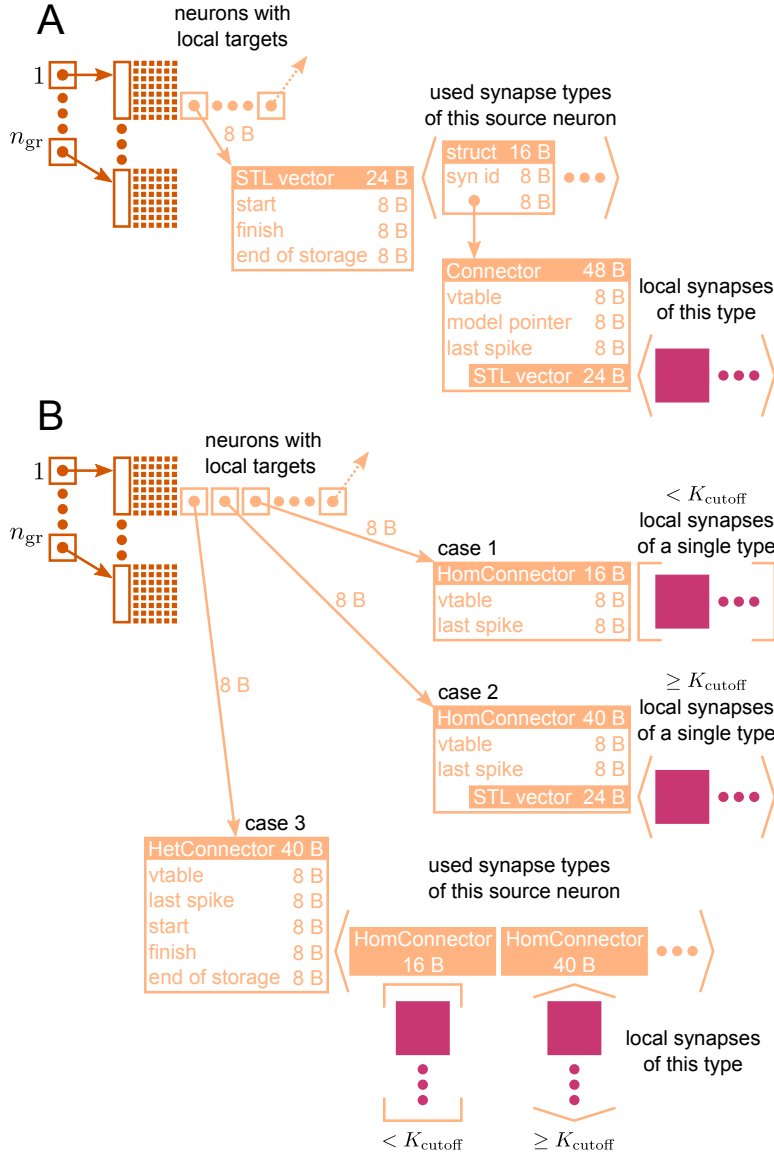 A
neurons with
local targets
1
n_gr
8 B
used synapse types
of this source neuron
STL vector 24 B
start 8 B
finish 8 B
end of storage 8 B
struct 16 B
syn id 8 B
8 B
Connector 48 B
vtable 8 B
model pointer 8 B
last spike 8 B
STL vector 24 B
local synapses
of this type
B
neurons with
local targets
1
n_gr
8 B
8 B
8 B
case 1
HomConnector 16 B
vtable 8 B
last spike 8 B
< K_cutoff
local synapses
of a single type
case 2
HomConnector 40 B
vtable 8 B
last spike 8 B
STL vector 24 B
≥ K_cutoff
local synapses
of a single type
case 3
HetConnector 40 B
vtable 8 B
last spike 8 B
start 8 B
finish 8 B
end of storage 8 B
used synapse types
of this source neuron
HomConnector
16 B
HomConnector
40 B
local synapses
of this type
< K_cutoff
≥ K_cutoff